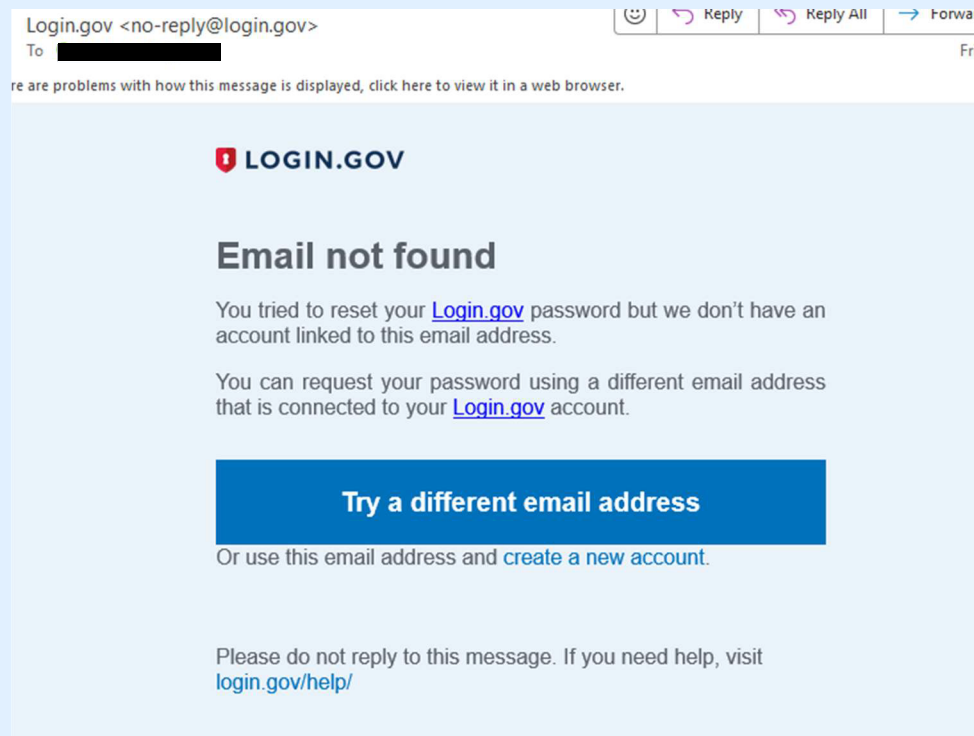 Login.gov <no-reply@login.gov>
Reply
Reply All
Forwa
To
Fr
re are problems with how this message is displayed, click here to view it in a web browser.
LOGIN.GOV
Email not found
You tried to reset your Login.gov password but we don’t have an
account linked to this email address.
You can request your password using a different email address
that is connected to your Login.gov account.
Try a different email address
Or use this email address and create a new account.
Please do not reply to this message. If you need help, visit
login.gov/help/